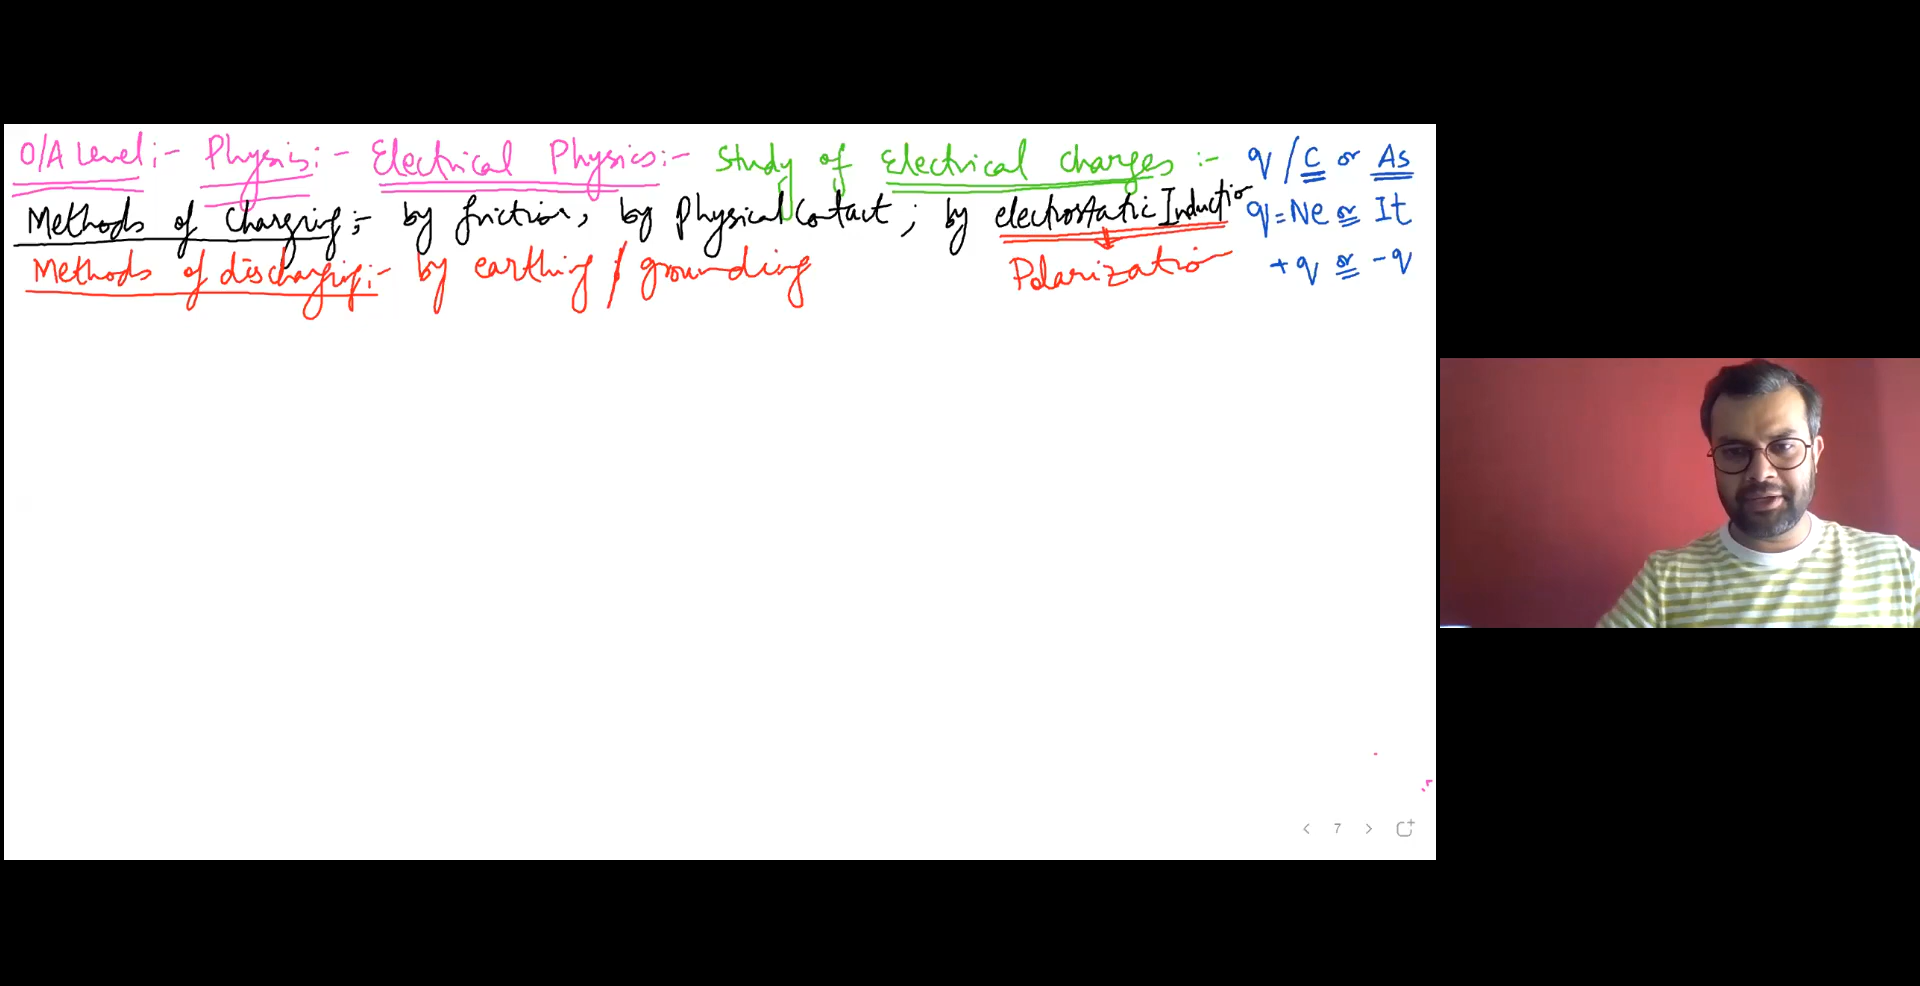 O/A Level:- Physis:- Electrical Physics:- Study of Electrical charges:- q/C or As
Methods of Charging:- by friction, by Physical Contact; by electrostatic Induction q=Ne or It
Methods of discharging:- by earthing/grounding Polarization +q or -q
< 7 >